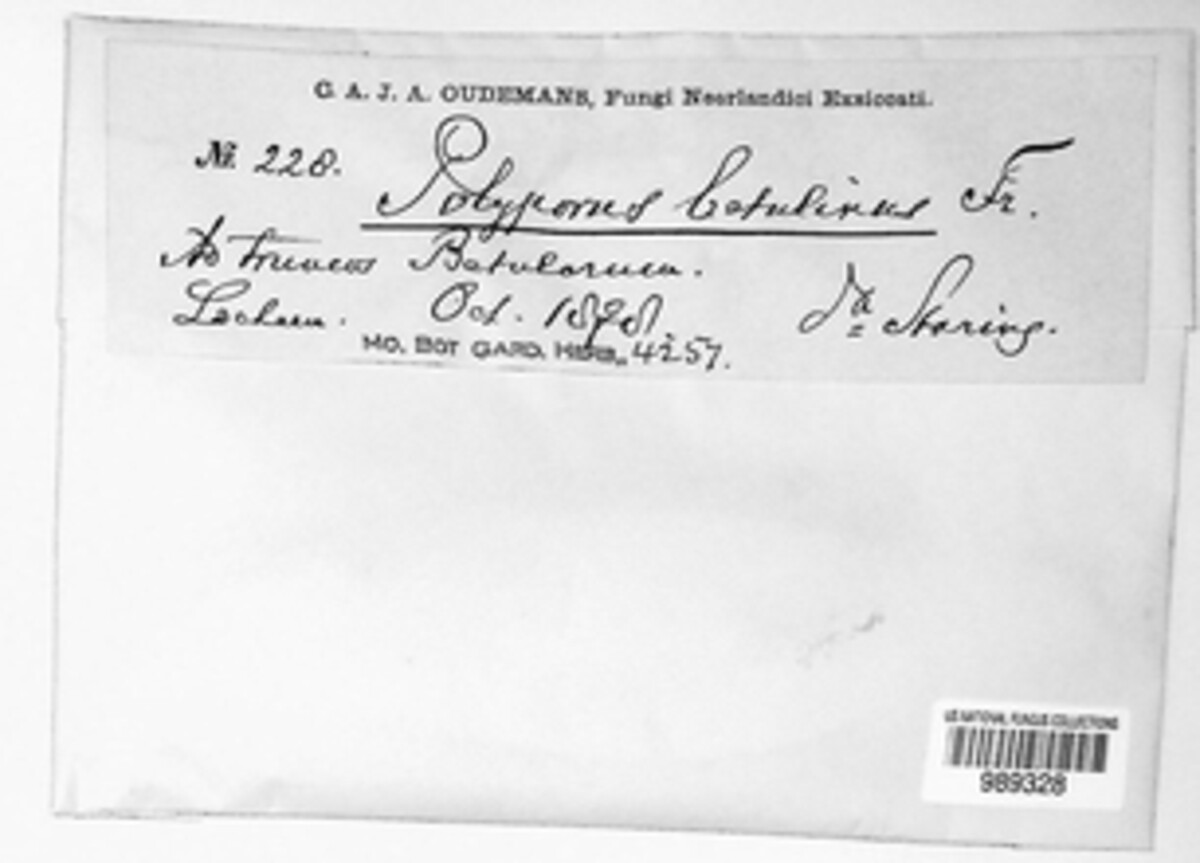 C. A. J. A. OUDEMANS, Fungi Neerlandici Exsiccati.
№ 228. Polyporus betulinus Fr.
Ad truncos Betularum.
Lochem. Oct. 1878. Da Staring.
MO. BOT GARD. HERB., 4257.
US NATIONAL FUNGUS COLLECTIONS
989328